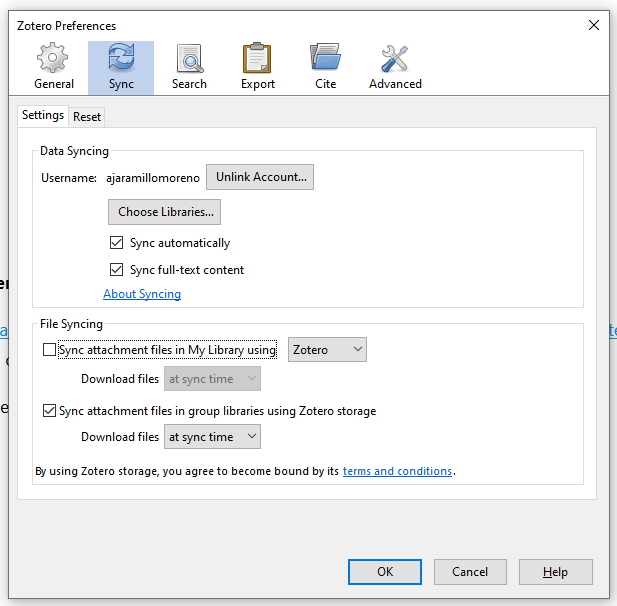 Zotero Preferences
General Sync Search Export Cite Advanced
Settings Reset
Data Syncing
Username: ajaramillomoreno Unlink Account...
Choose Libraries...
Sync automatically
Sync full-text content
About Syncing
File Syncing
Sync attachment files in My Library using Zotero
Download files at sync time
Sync attachment files in group libraries using Zotero storage
Download files at sync time
By using Zotero storage, you agree to become bound by its terms and conditions.
OK Cancel Help